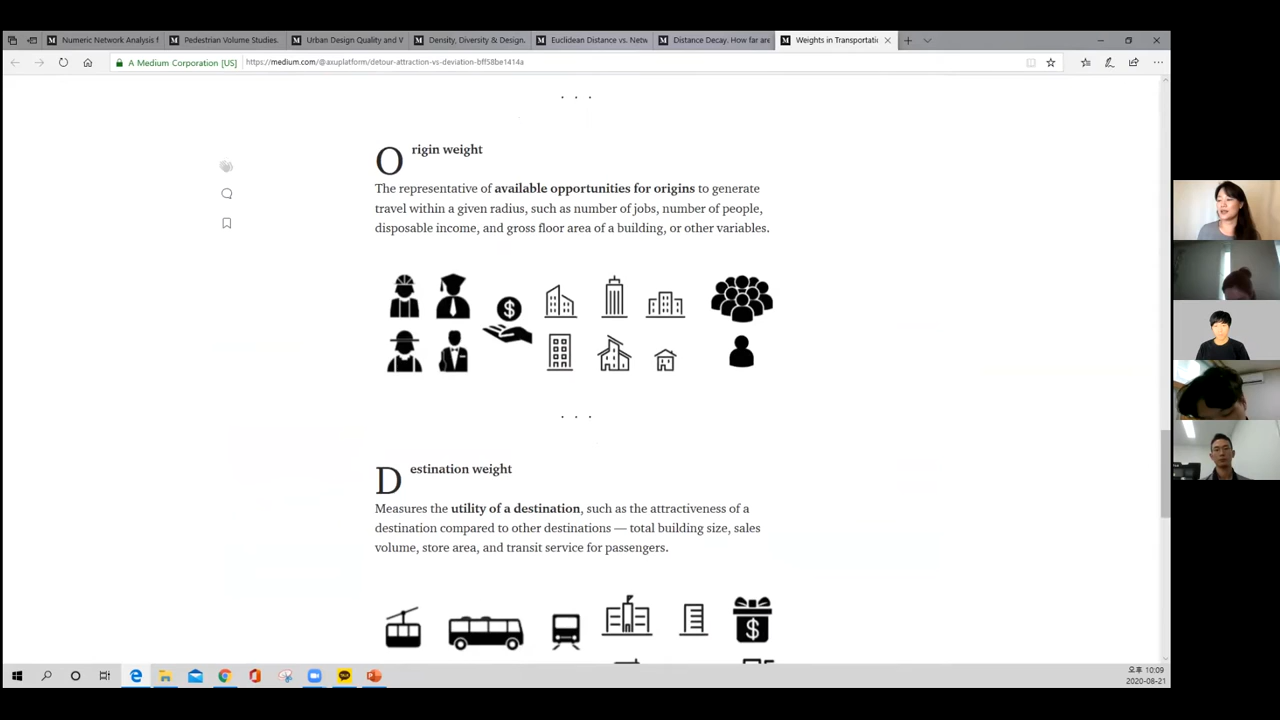 Numeric Network Analysis f
Pedestrian Volume Studies.
Urban Design Quality and V
Density, Diversity & Design.
Euclidean Distance vs. Netw
Distance Decay. How far are
Weights in Transportatio
A Medium Corporation [US]
https://medium.com/@axuplatform/detour-attraction-vs-deviation-bff58be1414a
. . .
Origin weight
The representative of available opportunities for origins to generate
travel within a given radius, such as number of jobs, number of people,
disposable income, and gross floor area of a building, or other variables.
$
. . .
Destination weight
Measures the utility of a destination, such as the attractiveness of a
destination compared to other destinations — total building size, sales
volume, store area, and transit service for passengers.
$
오후 10:09
2020-08-21